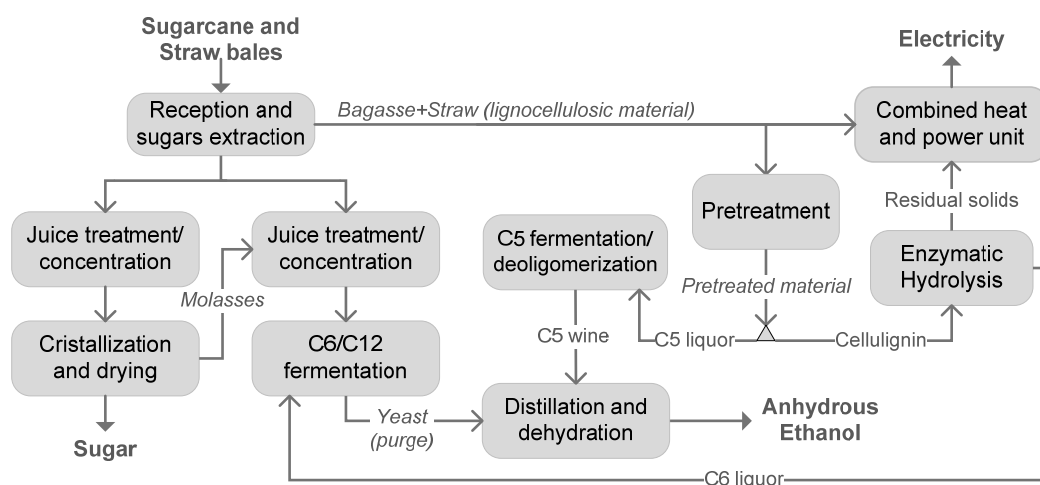 Sugarcane and
Straw bales
Electricity
Reception and
sugars extraction
Bagasse+Straw (lignocellulosic material)
Combined heat
and power unit
Pretreatment
Residual solids
Juice treatment/
concentration
Juice treatment/
concentration
C5 fermentation/
deoligomerization
Enzymatic
Hydrolysis
Molasses
Pretreated material
Cristallization
and drying
C6/C12
fermentation
C5 wine
C5 liquor
Cellulignin
Yeast
(purge)
Distillation and
dehydration
Anhydrous
Ethanol
Sugar
C6 liquor